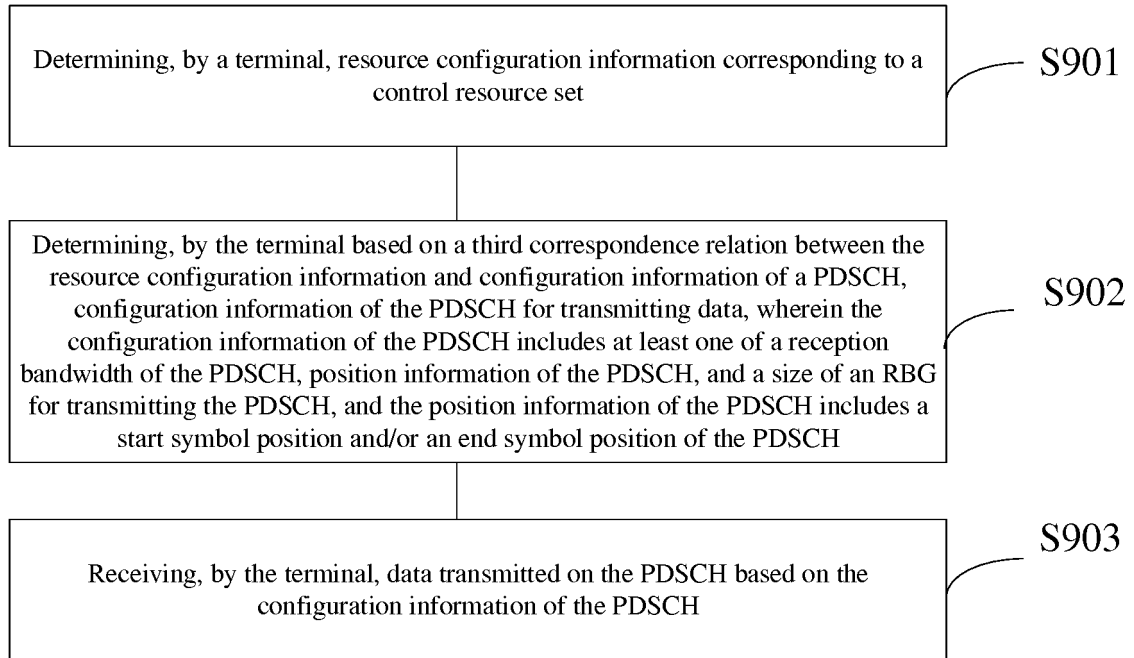 Determining, by a terminal, resource configuration information corresponding to a
control resource set
S901
Determining, by the terminal based on a third correspondence relation between the
resource configuration information and configuration information of a PDSCH,
configuration information of the PDSCH for transmitting data, wherein the
configuration information of the PDSCH includes at least one of a reception
bandwidth of the PDSCH, position information of the PDSCH, and a size of an RBG
for transmitting the PDSCH, and the position information of the PDSCH includes a
start symbol position and/or an end symbol position of the PDSCH
S902
Receiving, by the terminal, data transmitted on the PDSCH based on the
configuration information of the PDSCH
S903